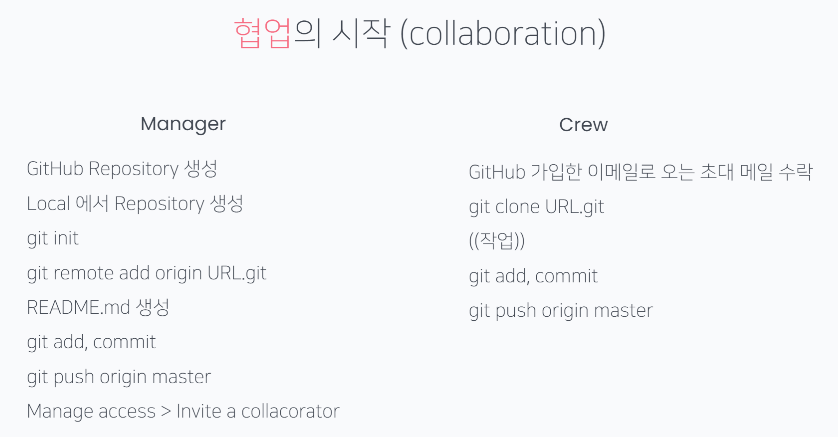 협업의 시작 (collaboration)
Manager
GitHub Repository 생성
Local 에서 Repository 생성
git init
git remote add origin URL.git
README.md 생성
git add, commit
git push origin master
Manage access > Invite a collacorator
Crew
GitHub 가입한 이메일로 오는 초대 메일 수락
git clone URL.git
((작업))
git add, commit
git push origin master